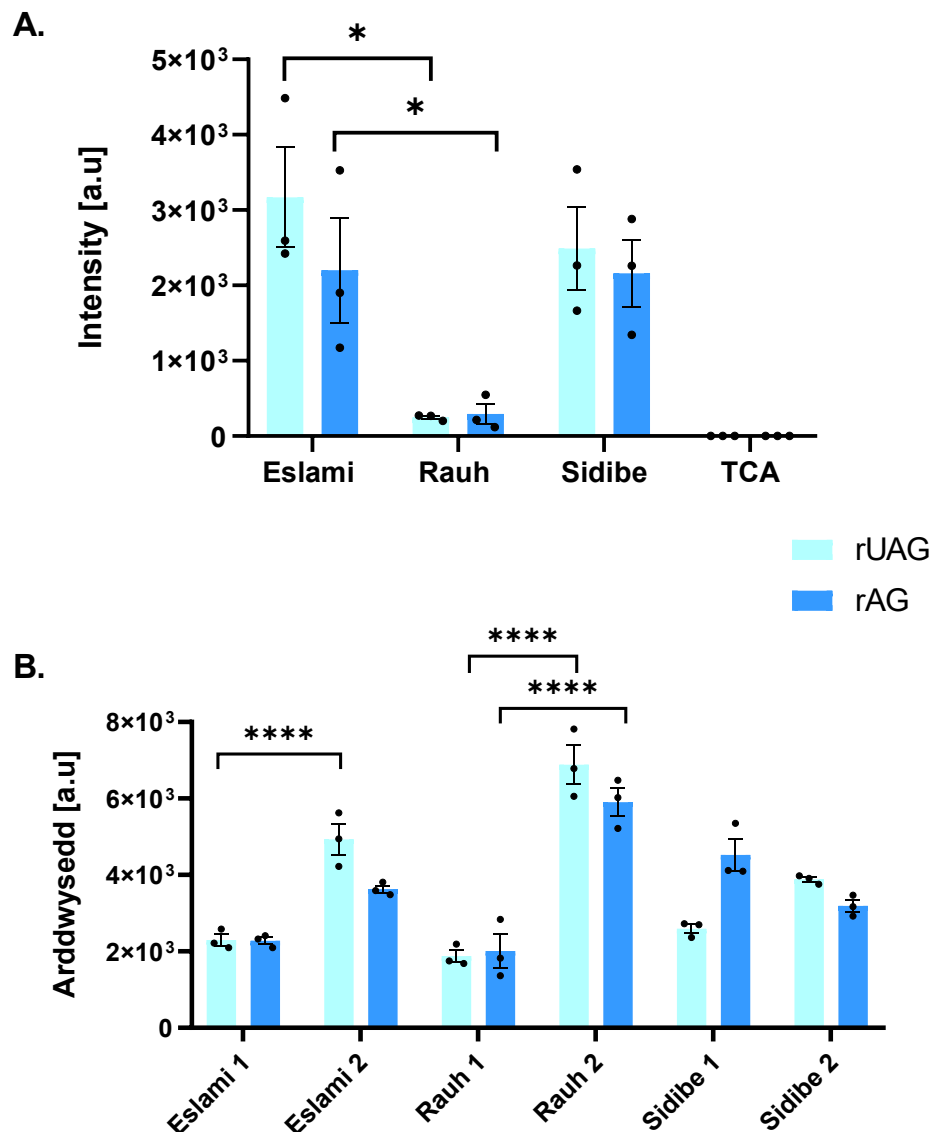 A.
*
*
5×10³
4×10³
3×10³
2×10³
1×10³
0
Intensity [a.u]
Eslami Rauh Sidibe TCA
rUAG
rAG
B.
****
****
****
8×10³
6×10³
4×10³
2×10³
0
Arddwysedd [a.u]
Eslami 1
Eslami 2
Rauh 1
Rauh 2
Sidibe 1
Sidibe 2